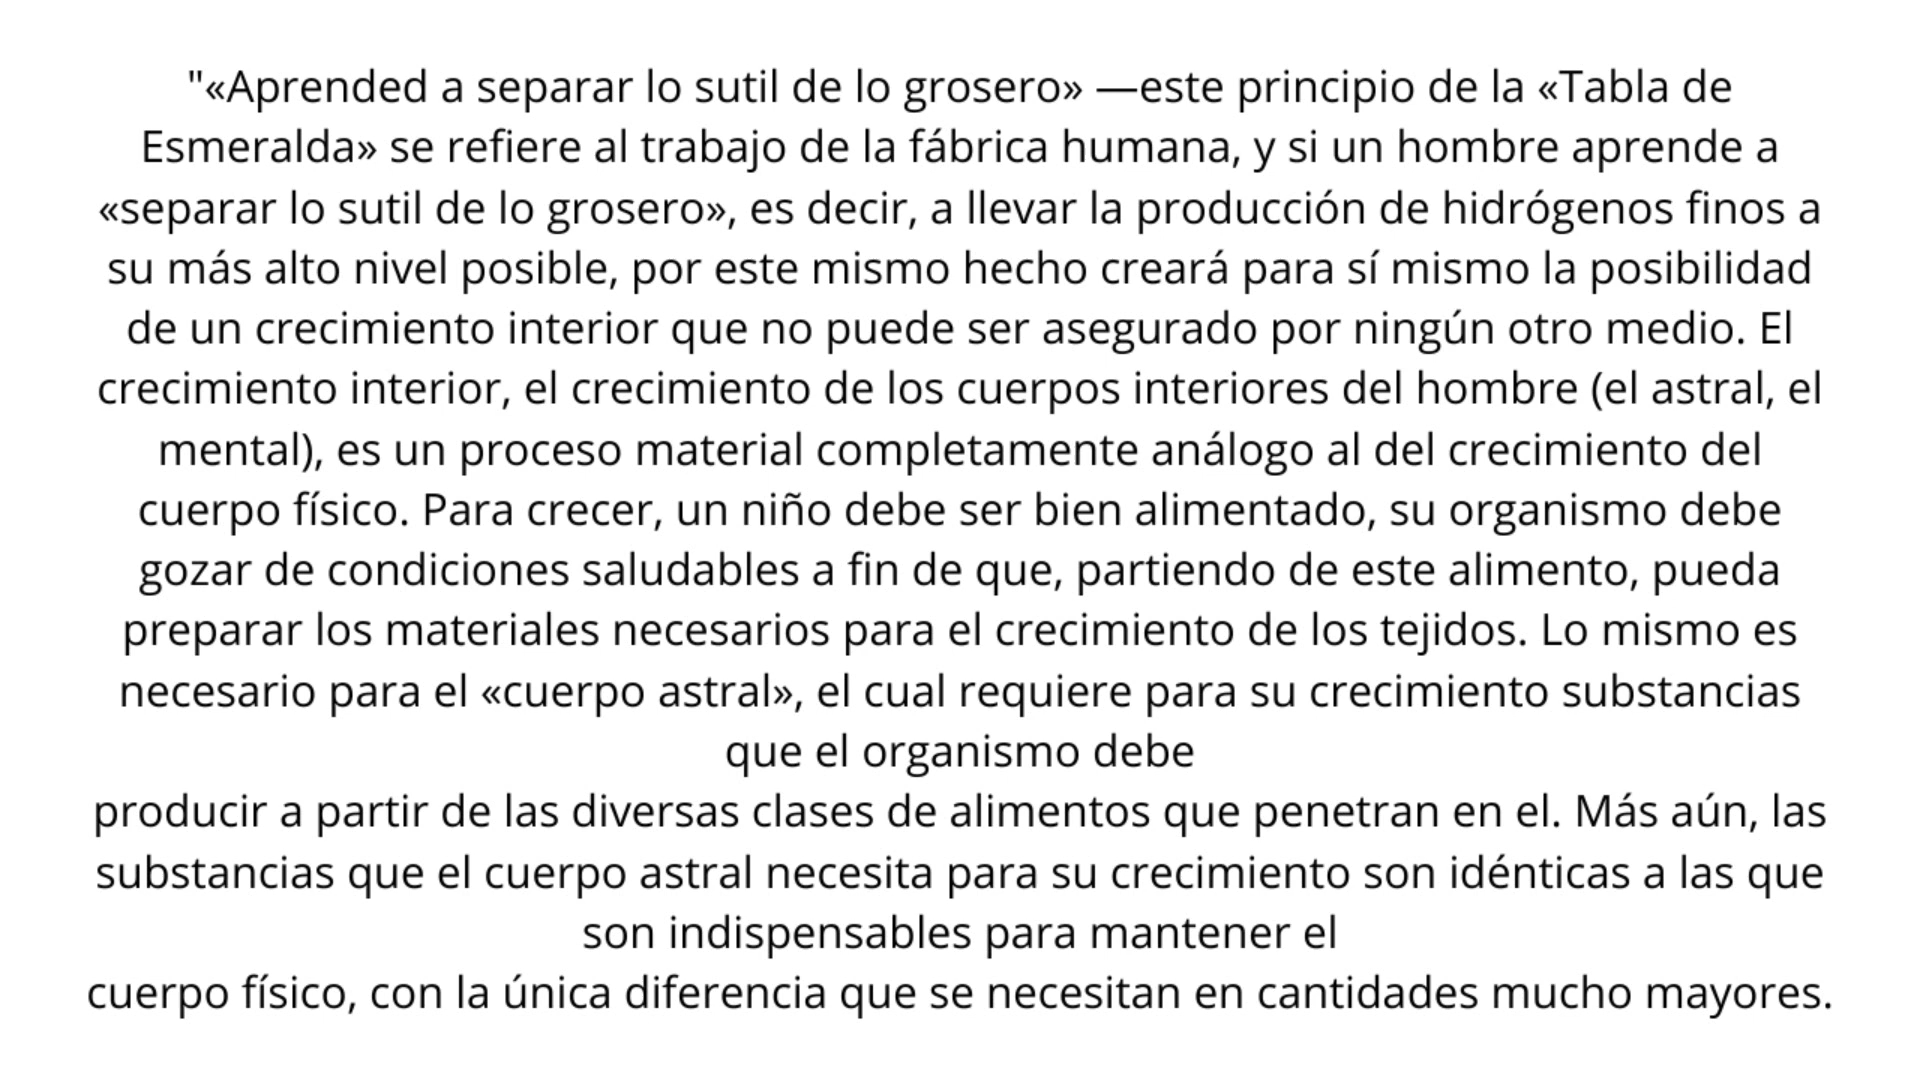 "«Aprended a separar lo sutil de lo grosero» —este principio de la «Tabla de
Esmeralda» se refiere al trabajo de la fábrica humana, y si un hombre aprende a
«separar lo sutil de lo grosero», es decir, a llevar la producción de hidrógenos finos a
su más alto nivel posible, por este mismo hecho creará para sí mismo la posibilidad
de un crecimiento interior que no puede ser asegurado por ningún otro medio. El
crecimiento interior, el crecimiento de los cuerpos interiores del hombre (el astral, el
mental), es un proceso material completamente análogo al del crecimiento del
cuerpo físico. Para crecer, un niño debe ser bien alimentado, su organismo debe
gozar de condiciones saludables a fin de que, partiendo de este alimento, pueda
preparar los materiales necesarios para el crecimiento de los tejidos. Lo mismo es
necesario para el «cuerpo astral», el cual requiere para su crecimiento substancias
que el organismo debe
producir a partir de las diversas clases de alimentos que penetran en el. Más aún, las
substancias que el cuerpo astral necesita para su crecimiento son idénticas a las que
son indispensables para mantener el
cuerpo físico, con la única diferencia que se necesitan en cantidades mucho mayores.